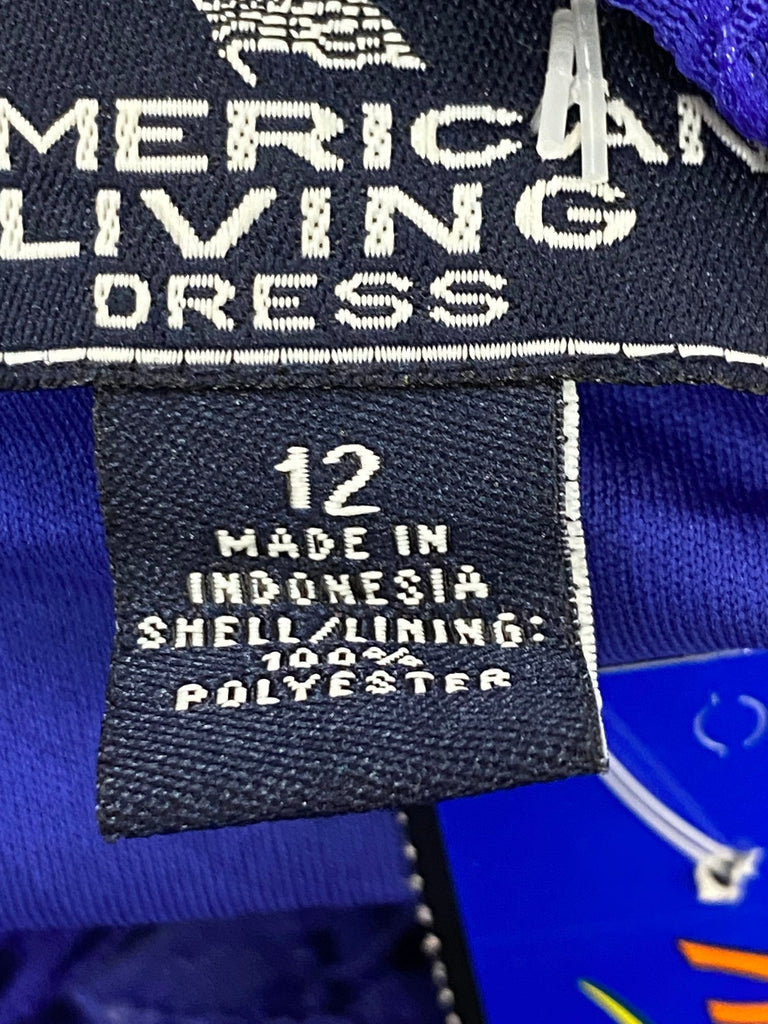 MERICAN
LIVING
DRESS
12
MADE IN
INDONESIA
SHELL/LINING:
100%
POLYESTER